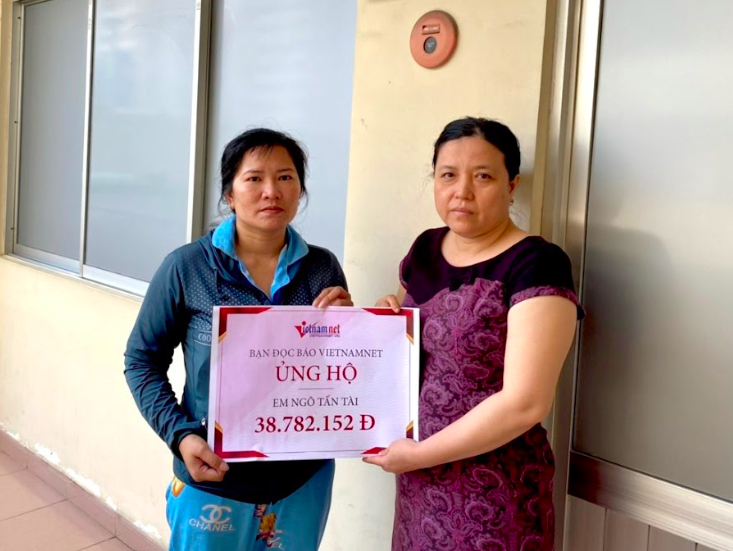 vietnamnet
BẠN ĐỌC BÁO VIETNAMNET
ỦNG HỘ
EM NGÔ TẤN TÀI
38.782.152 Đ
CHANEL